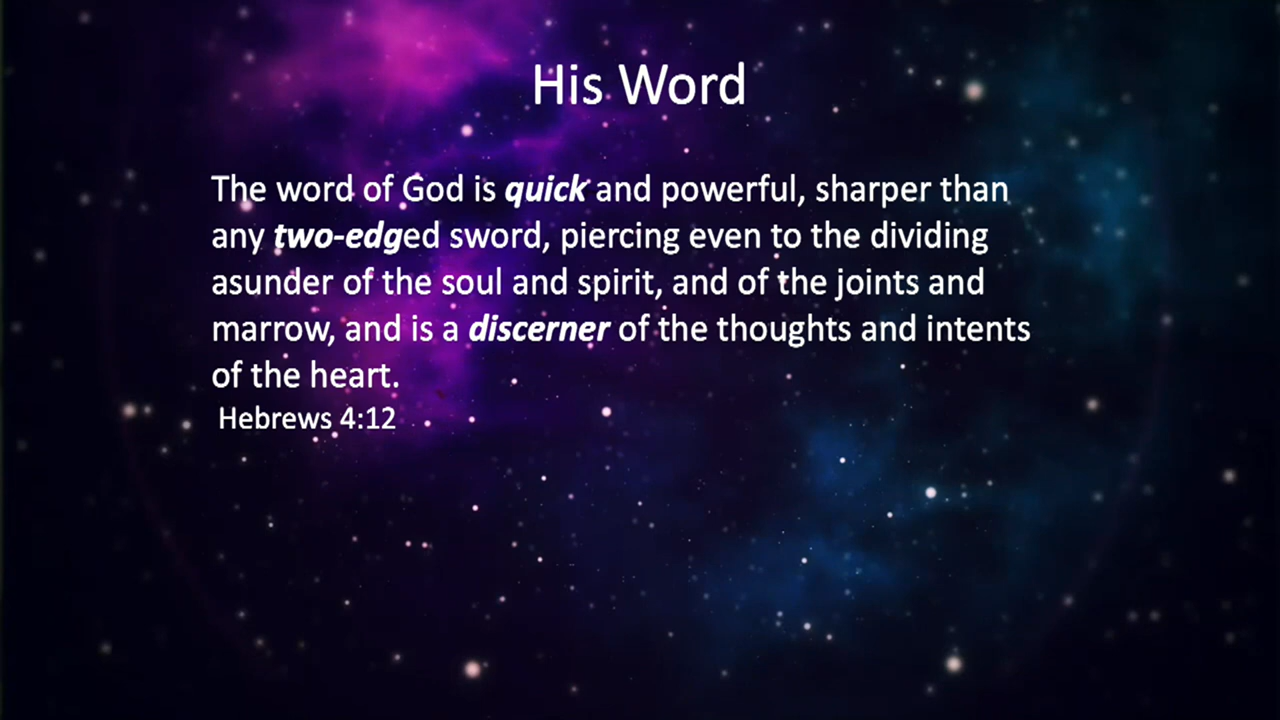 His Word
The word of God is quick and powerful, sharper than
any two-edged sword, piercing even to the dividing
asunder of the soul and spirit, and of the joints and
marrow, and is a discerner of the thoughts and intents
of the heart.
Hebrews 4:12